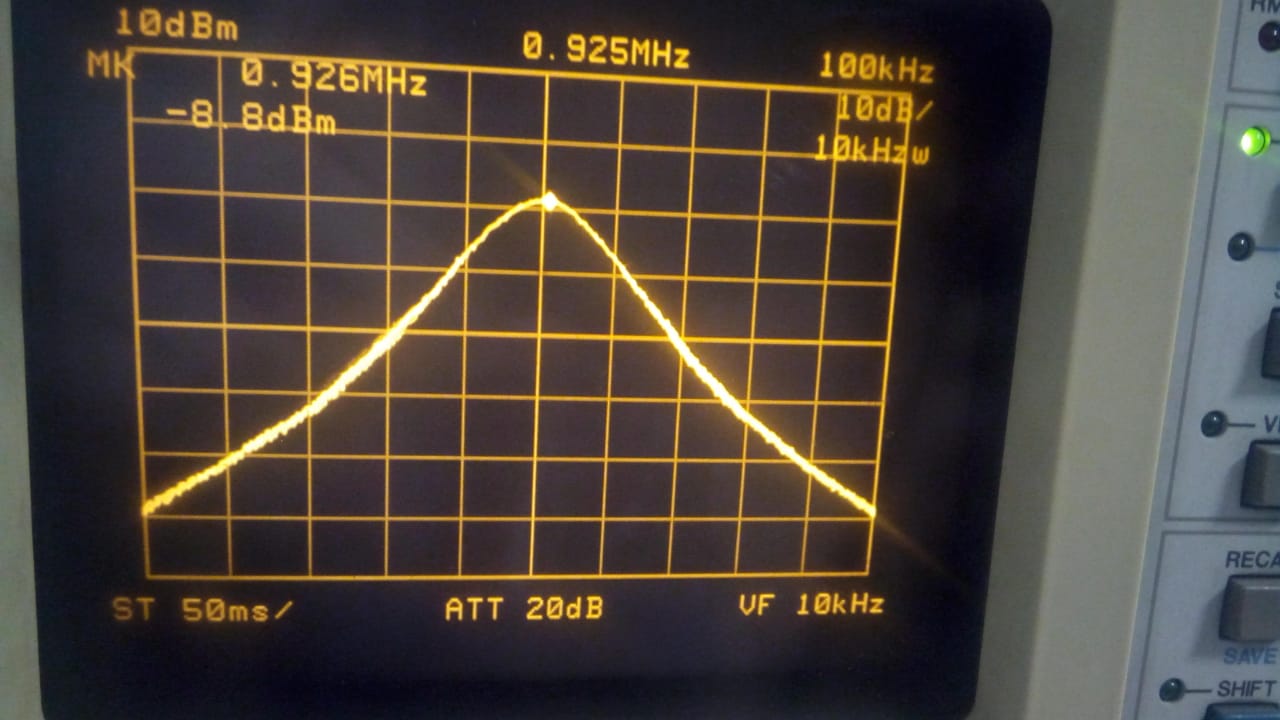 10dBm
0.925MHz
100kHz
MK 0.926MHz
10dB/
-8.8dBm
10kHzw
ST 50ms/ ATT 20dB VF 10kHz
SAVE
SHIFT